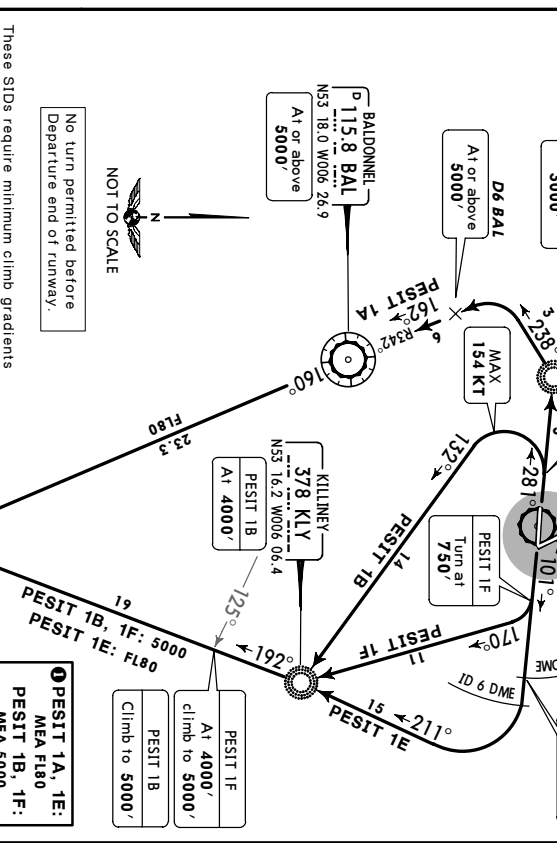 These SIDs require minimum climb gradients
No turn permitted before
Departure end of runway.
NOT TO SCALE
N
BALDONNEL
D 115.8 BAL
N53 18.0 W006 26.9
At or above
5000'
D6 BAL
At or above
5000'
3000'
3
238°
PESIT 1A
162°
R342°
6
160°
FL80
23.3
MAX
154 KT
281°
101°
132°
14
PESIT 1B
PESIT 1F
Turn at
750'
170°
11
PESIT 1F
ID 6 DME
DME
15
211°
PESIT 1E
KILLINEY
378 KLY
N53 16.2 W006 06.4
PESIT 1B
At 4000'
125°
192°
19
PESIT 1B, 1F: 5000
PESIT 1E: FL80
PESIT 1F
At 4000'
climb to 5000'
PESIT 1B
Climb to 5000'
1 PESIT 1A, 1E:
MEA FL80
PESIT 1B, 1F:
MEA 5000